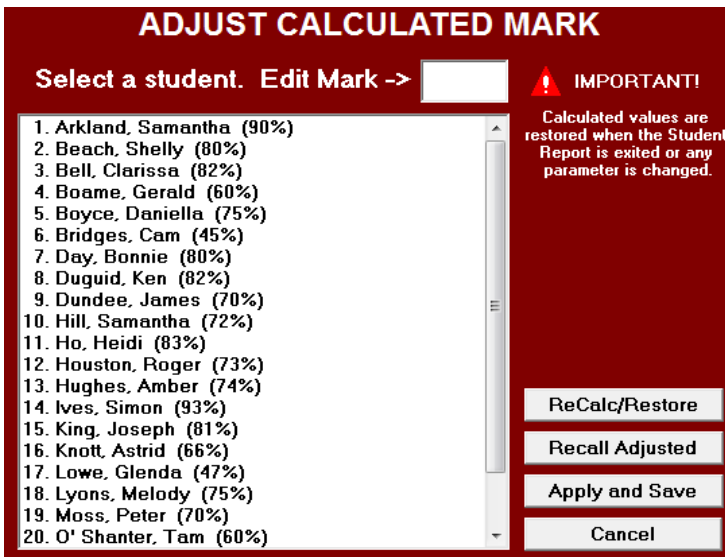 ADJUST CALCULATED MARK
Select a student.  Edit Mark ->
IMPORTANT!
Calculated values are
restored when the Student
Report is exited or any
parameter is changed.
1. Arkland, Samantha (90%)
2. Beach, Shelly (80%)
3. Bell, Clarissa (82%)
4. Boame, Gerald (60%)
5. Boyce, Daniella (75%)
6. Bridges, Cam (45%)
7. Day, Bonnie (80%)
8. Duguid, Ken (82%)
9. Dundee, James (70%)
10. Hill, Samantha (72%)
11. Ho, Heidi (83%)
12. Houston, Roger (73%)
13. Hughes, Amber (74%)
14. Ives, Simon (93%)
15. King, Joseph (81%)
16. Knott, Astrid (66%)
17. Lowe, Glenda (47%)
18. Lyons, Melody (75%)
19. Moss, Peter (70%)
20. O' Shanter, Tam (60%)
ReCalc/Restore
Recall Adjusted
Apply and Save
Cancel